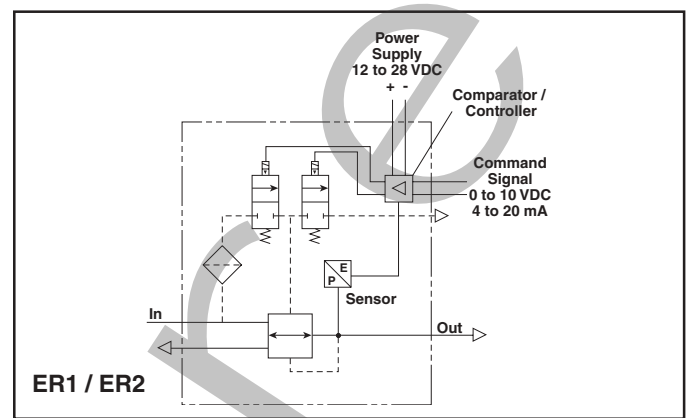 Power
Supply
12 to 28 VDC
+ -
Comparator /
Controller
Command
Signal
0 to 10 VDC
4 to 20 mA
E
P
Sensor
In
Out
ER1 / ER2